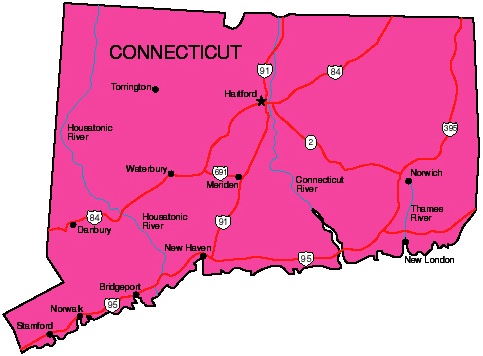 CONNECTICUT
91
84
Torrington
Hartford
Housatonic
River
2
395
Waterbury
691
Meriden
Connecticut
River
Norwich
Thamee
River
84
Danbury
Housatonic
River
91
New Haven
95
New London
Bridgeport
95
Norwalk
Stamford